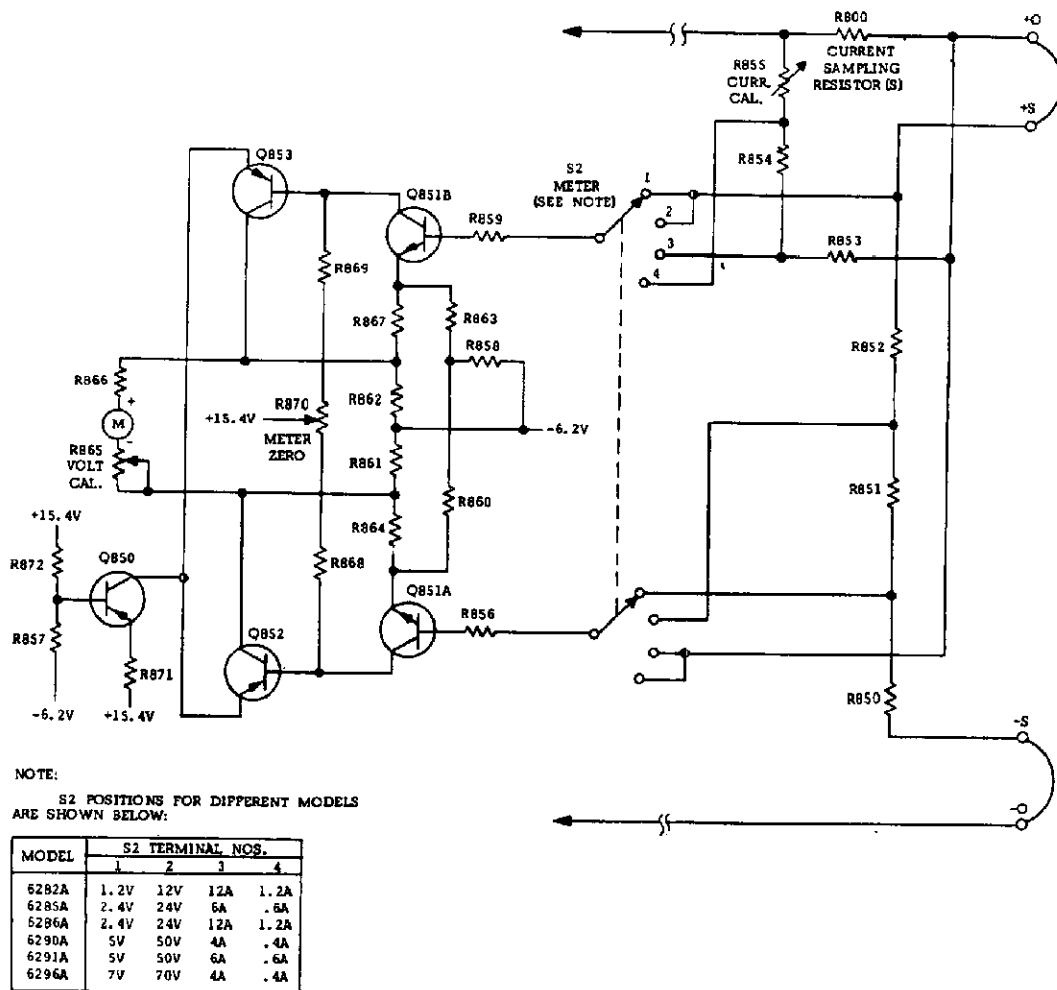 R800
+O
CURRENT
SAMPLING
RESISTOR (S)
R855
CURR.
CAL.
+S
R854
Q853
Q851B
S2
METER
(SEE NOTE)
1
2
3
4
R859
R853
R869
R867
R863
R858
R852
R866
+
M
-
R865
VOLT
CAL.
+15.4V
R870
METER
ZERO
R862
-6.2V
R861
R864
R860
R851
+15.4V
R872
Q850
R868
Q851A
R856
R857
Q852
R871
-6.2V
+15.4V
R850
-S
-O
NOTE:
S2 POSITIONS FOR DIFFERENT MODELS
ARE SHOWN BELOW:
MODEL S2 TERMINAL NOS.
1 2 3 4
6282A 1.2V 12V 12A 1.2A
6285A 2.4V 24V 6A .6A
6286A 2.4V 24V 12A 1.2A
6290A 5V 50V 4A .4A
6291A 5V 50V 6A .6A
6296A 7V 70V 4A .4A